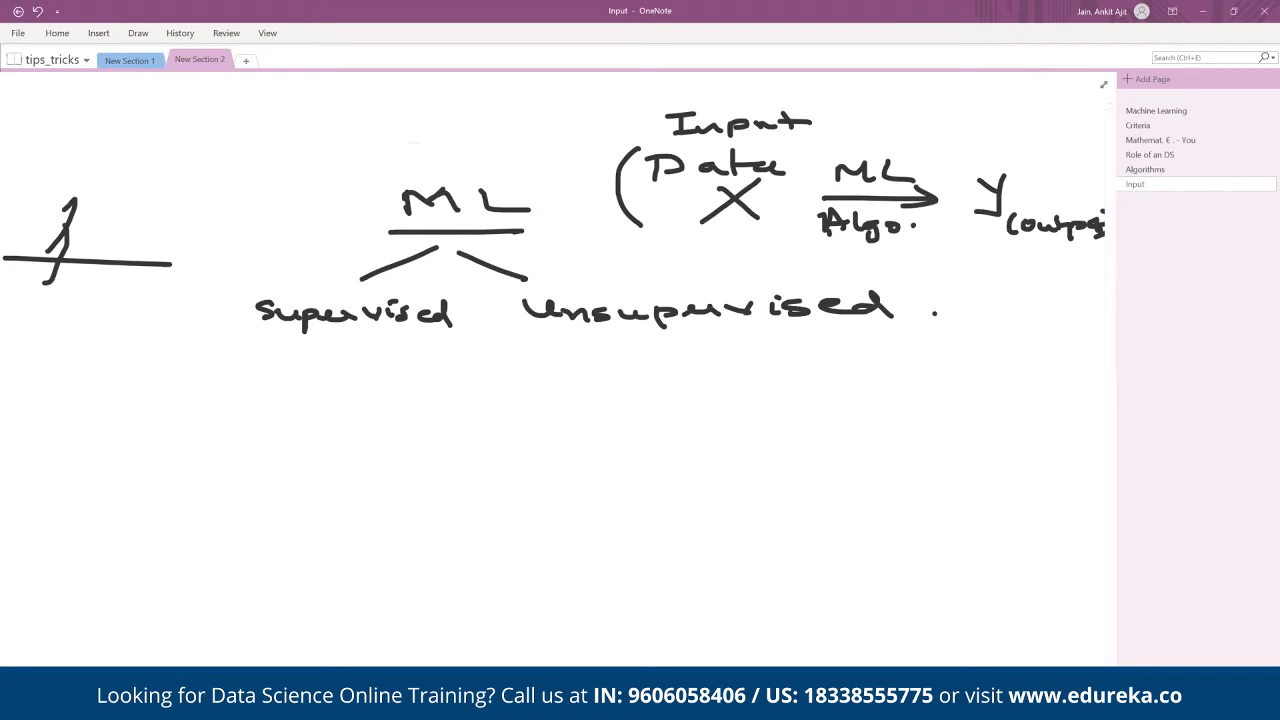 Input - OneNote
Jain, Ankit Ajit
File Home Insert Draw History Review View
tips_tricks New Section 1 New Section 2 +
Search (Ctrl+E)
Add Page
Machine Learning
Criteria
Mathemat. € . - You
Role of an DS
Algorithms
Input
Input
(Data
X
ML
Algo.
y
ML
Supervised Unsupervised .
Looking for Data Science Online Training? Call us at IN: 9606058406 / US: 18338555775 or visit www.edureka.co